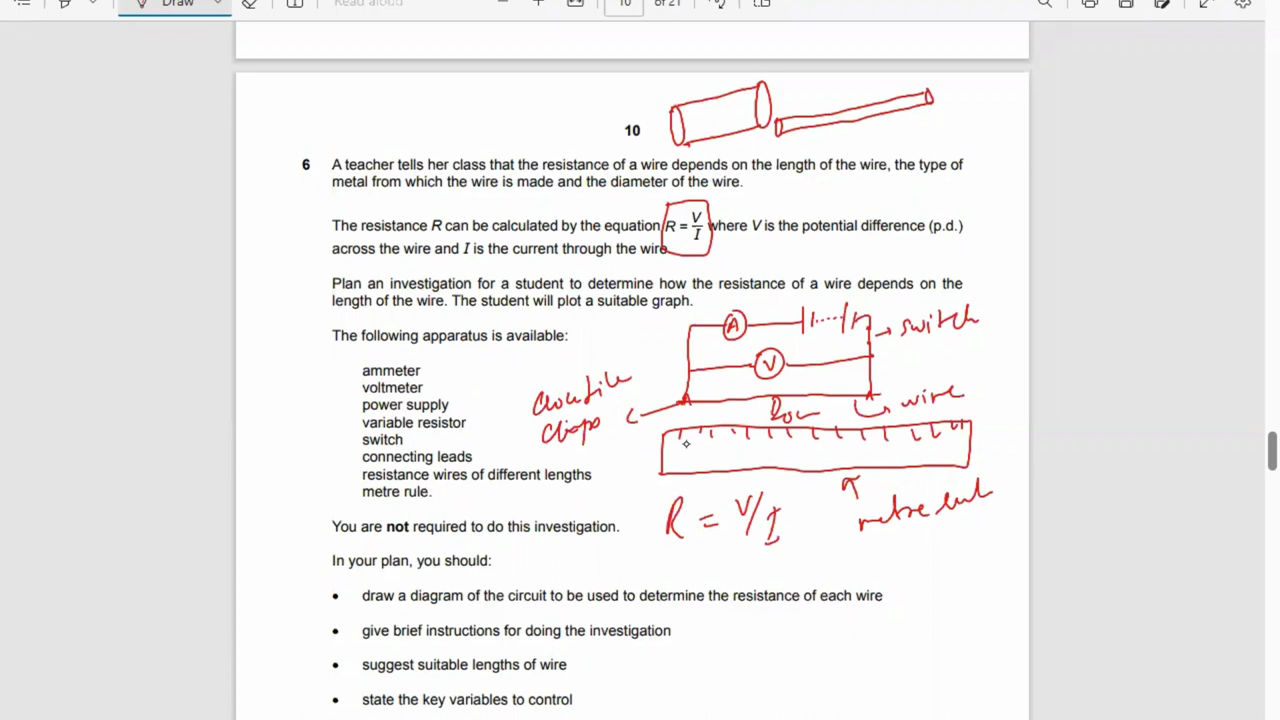 Draw
Read aloud
10
of 21
10
6 A teacher tells her class that the resistance of a wire depends on the length of the wire, the type of
metal from which the wire is made and the diameter of the wire.
The resistance R can be calculated by the equation R = V/I where V is the potential difference (p.d.)
across the wire and I is the current through the wire.
Plan an investigation for a student to determine how the resistance of a wire depends on the
length of the wire. The student will plot a suitable graph.
The following apparatus is available:
A
switch
ammeter
V
voltmeter
power supply
wire
variable resistor
switch
connecting leads
resistance wires of different lengths
metre rule.
R = V/I
You are not required to do this investigation.
In your plan, you should:
• draw a diagram of the circuit to be used to determine the resistance of each wire
• give brief instructions for doing the investigation
• suggest suitable lengths of wire
• state the key variables to control